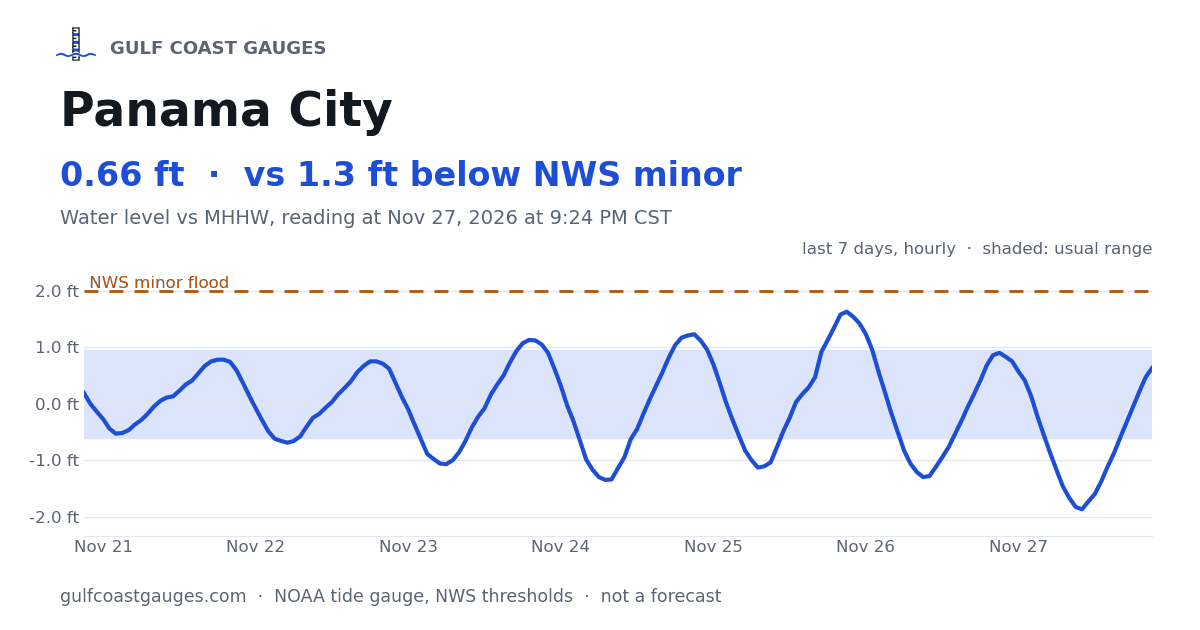 GULF COAST GAUGES
Panama City
0.66 ft · vs 1.3 ft below NWS minor
Water level vs MHHW, reading at Nov 27, 2026 at 9:24 PM CST
last 7 days, hourly · shaded: usual range
NWS minor flood
2.0 ft
1.0 ft
0.0 ft
-1.0 ft
-2.0 ft
Nov 21 Nov 22 Nov 23 Nov 24 Nov 25 Nov 26 Nov 27
gulfcoastgauges.com · NOAA tide gauge, NWS thresholds · not a forecast